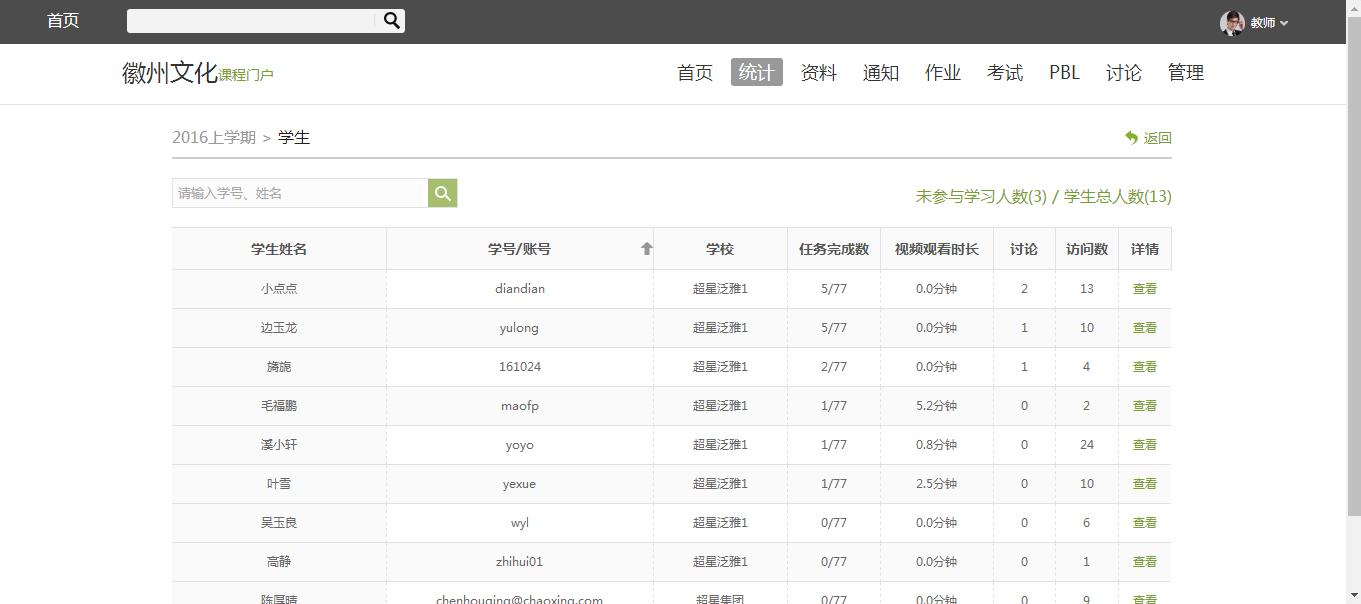 首页
教师
徽州文化课程门户
首页 统计 资料 通知 作业 考试 PBL 讨论 管理
2016上学期 > 学生 返回
请输入学号、姓名
未参与学习人数(3) / 学生总人数(13)
学生姓名 学号/账号 学校 任务完成数 视频观看时长 讨论 访问数 详情
小点点 diandian 超星泛雅1 5/77 0.0分钟 2 13 查看
边玉龙 yulong 超星泛雅1 5/77 0.0分钟 1 10 查看
旖旎 161024 超星泛雅1 2/77 0.0分钟 1 4 查看
毛福鹏 maofp 超星泛雅1 1/77 5.2分钟 0 2 查看
溪小轩 yoyo 超星泛雅1 1/77 0.8分钟 0 24 查看
叶雪 yexue 超星泛雅1 1/77 2.5分钟 0 10 查看
吴玉良 wyl 超星泛雅1 0/77 0.0分钟 0 6 查看
高静 zhihui01 超星泛雅1 0/77 0.0分钟 0 1 查看
陈厚晴 chenhouqing@chaoxing.com 超星集团 0/77 0.0分钟 0 9 查看